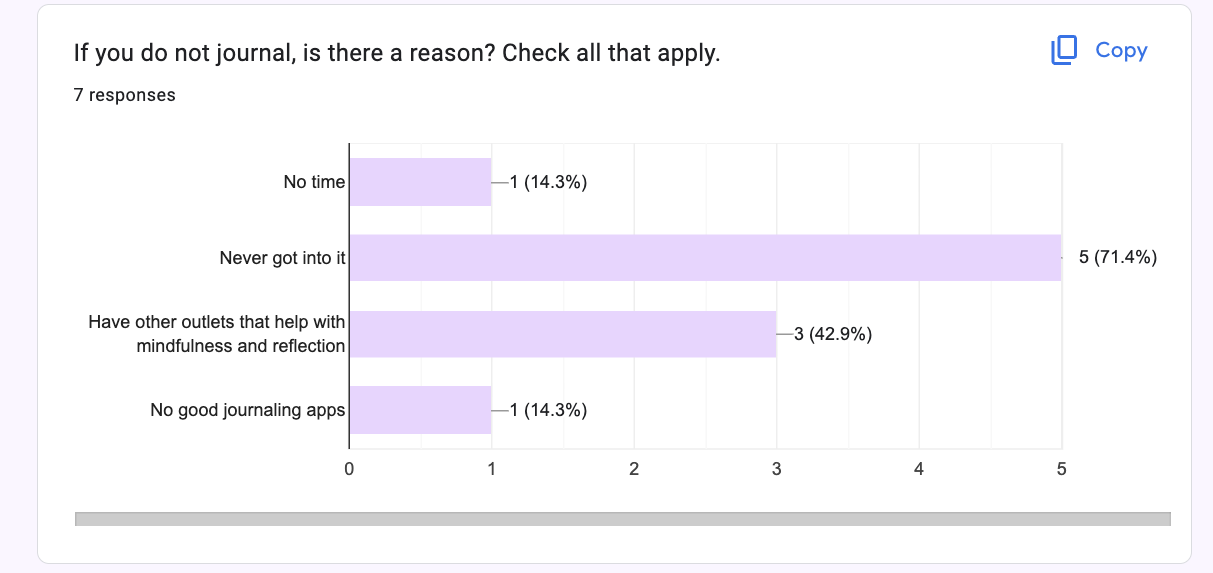 If you do not journal, is there a reason? Check all that apply.
Copy
7 responses
No time
1 (14.3%)
Never got into it
5 (71.4%)
Have other outlets that help with
mindfulness and reflection
3 (42.9%)
No good journaling apps
1 (14.3%)
0 1 2 3 4 5